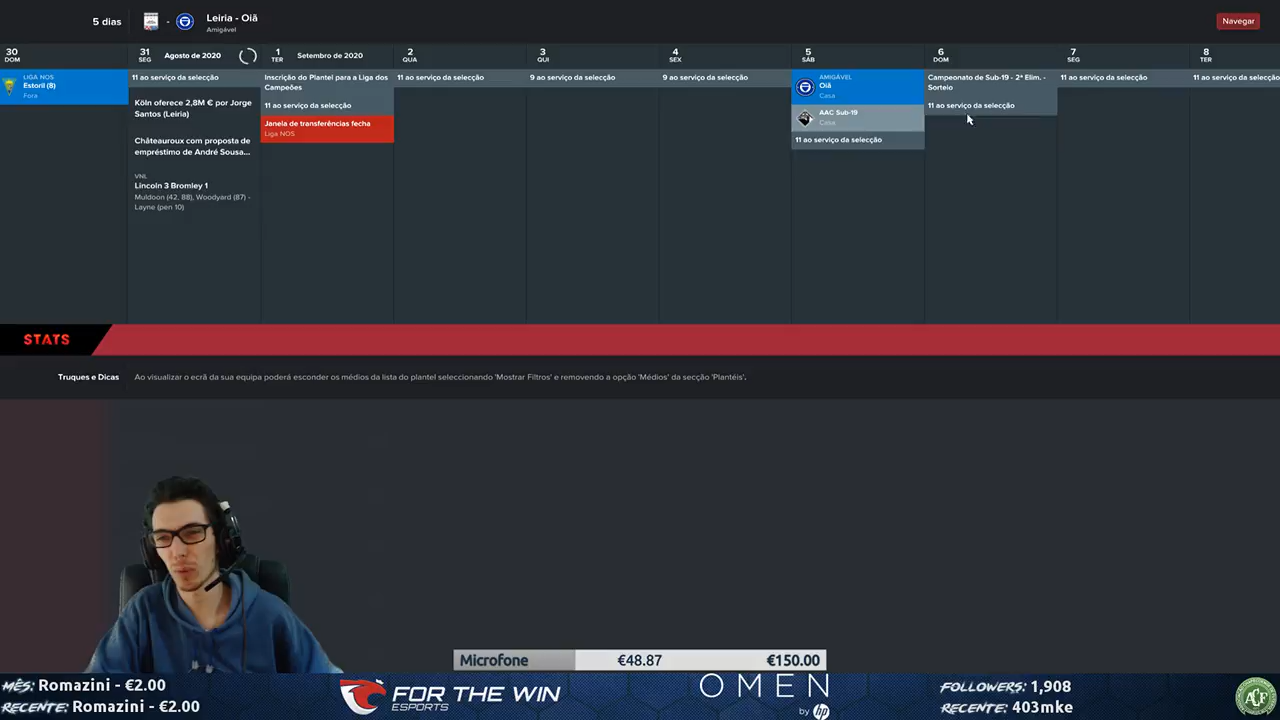 5 dias
Leiria - Oiã
Amigável
Navegar
30
DOM
31
SEG
Agosto de 2020
1
TER
Setembro de 2020
2
QUA
3
QUI
4
SEX
5
SÁB
6
DOM
7
SEG
8
TER
LIGA NOS
Estoril (8)
Fora
11 ao serviço da selecção
Köln oferece 2,8M € por Jorge
Santos (Leiria)
Châteauroux com proposta de
empréstimo de André Sousa...
VNL
Lincoln 3 Bromley 1
Muldoon (42, 88), Woodyard (87) -
Layne (pen 10)
Inscrição do Plantel para a Liga dos
Campeões
11 ao serviço da selecção
Janela de transferências fecha
Liga NOS
11 ao serviço da selecção
9 ao serviço da selecção
9 ao serviço da selecção
AMIGÁVEL
Oiã
Casa
AAC Sub-19
Casa
11 ao serviço da selecção
Campeonato de Sub-19 - 2ª Elim. -
Sorteio
11 ao serviço da selecção
11 ao serviço da selecção
11 ao serviço da selecção
STATS
Truques e Dicas
Ao visualizar o ecrã da sua equipa poderá esconder os médios da lista do plantel seleccionando 'Mostrar Filtros' e removendo a opção 'Médios' da secção 'Plantéis'.
Microfone
€48.87
€150.00
MÊS: Romazini - €2.00
RECENTE: Romazini - €2.00
FOR THE WIN
ESPORTS
OMEN
by hp
FOLLOWERS: 1,908
RECENTE: 403mke
ACF